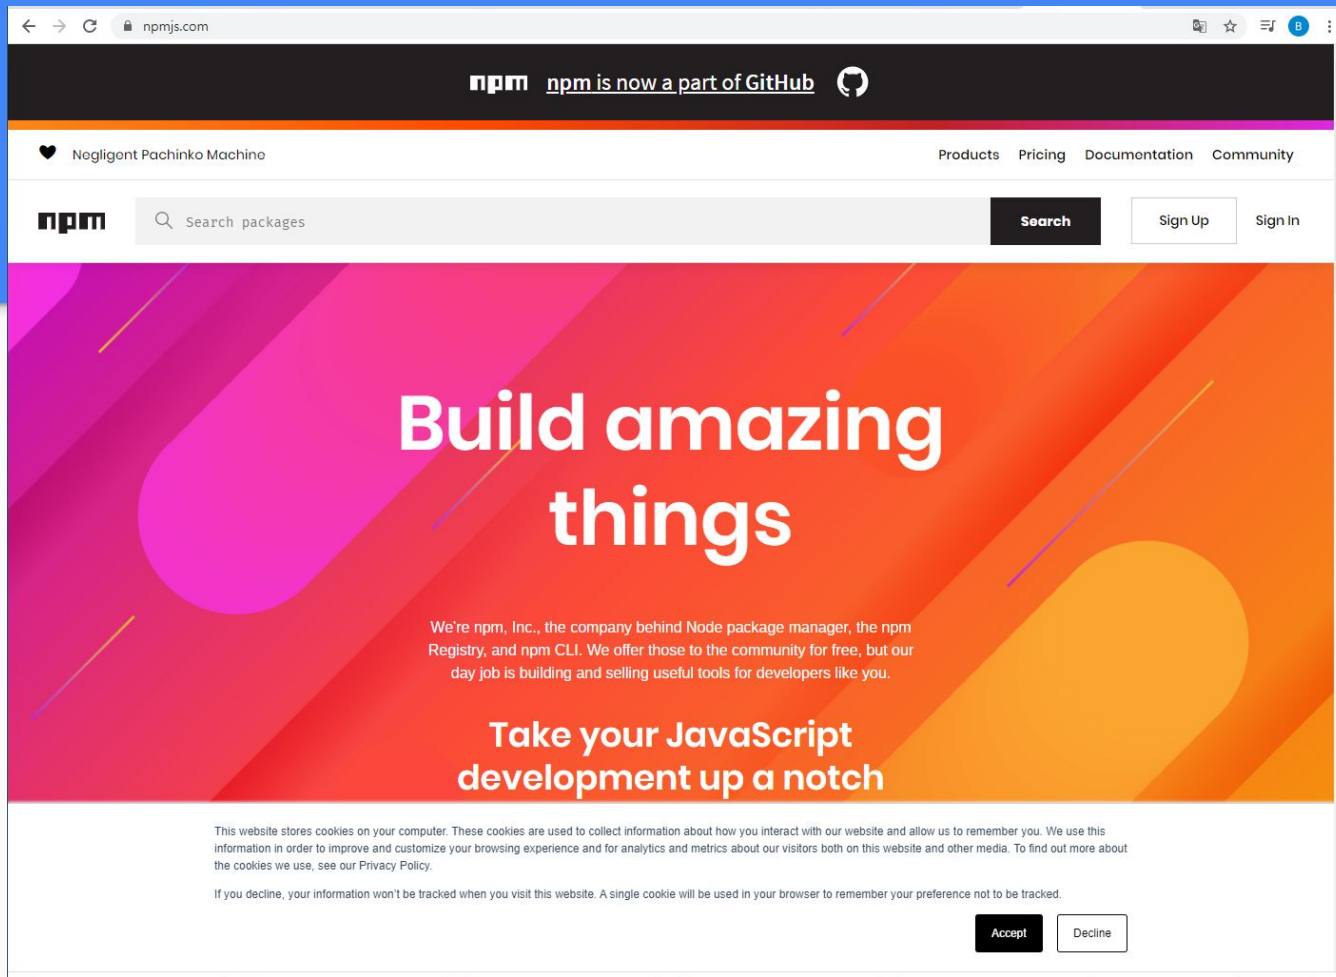 npmjs.com
B
npm npm is now a part of GitHub
Negligent Pachinko Machine Products Pricing Documentation Community
npm Search packages Search Sign Up Sign In
Build amazing
things
We're npm, Inc., the company behind Node package manager, the npm
Registry, and npm CLI. We offer those to the community for free, but our
day job is building and selling useful tools for developers like you.
Take your JavaScript
development up a notch
This website stores cookies on your computer. These cookies are used to collect information about how you interact with our website and allow us to remember you. We use this
information in order to improve and customize your browsing experience and for analytics and metrics about our visitors both on this website and other media. To find out more about
the cookies we use, see our Privacy Policy.
If you decline, your information won't be tracked when you visit this website. A single cookie will be used in your browser to remember your preference not to be tracked.
Accept Decline